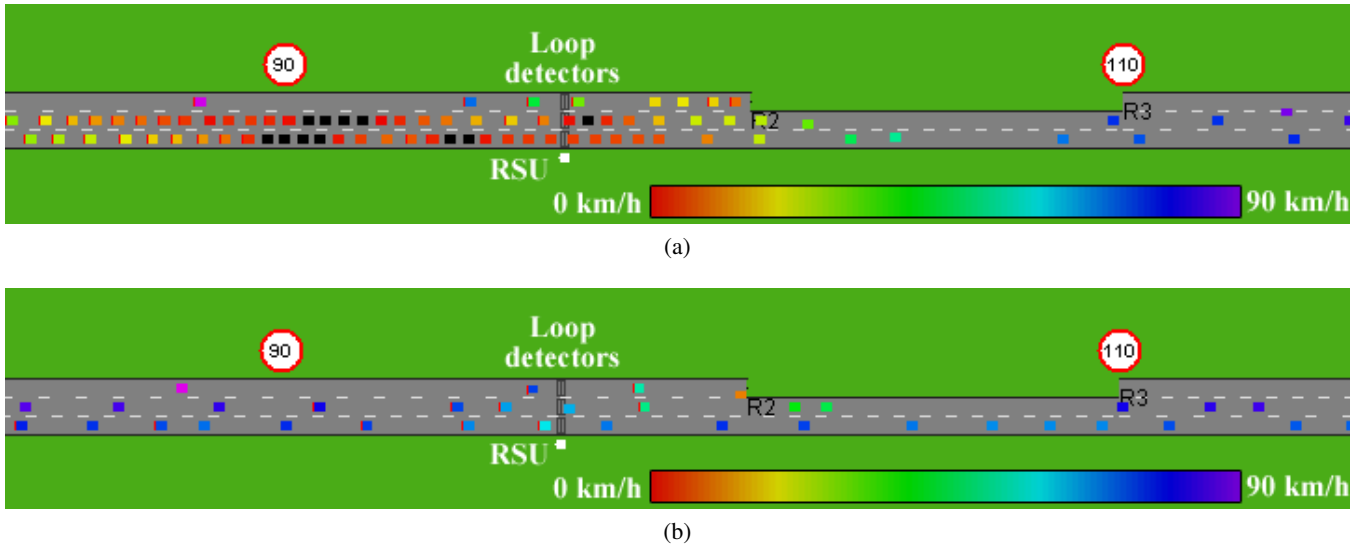 90
Loop
detectors
110
R2
R3
RSU
0 km/h
90 km/h
(a)
90
Loop
detectors
110
R2
R3
RSU
0 km/h
90 km/h
(b)